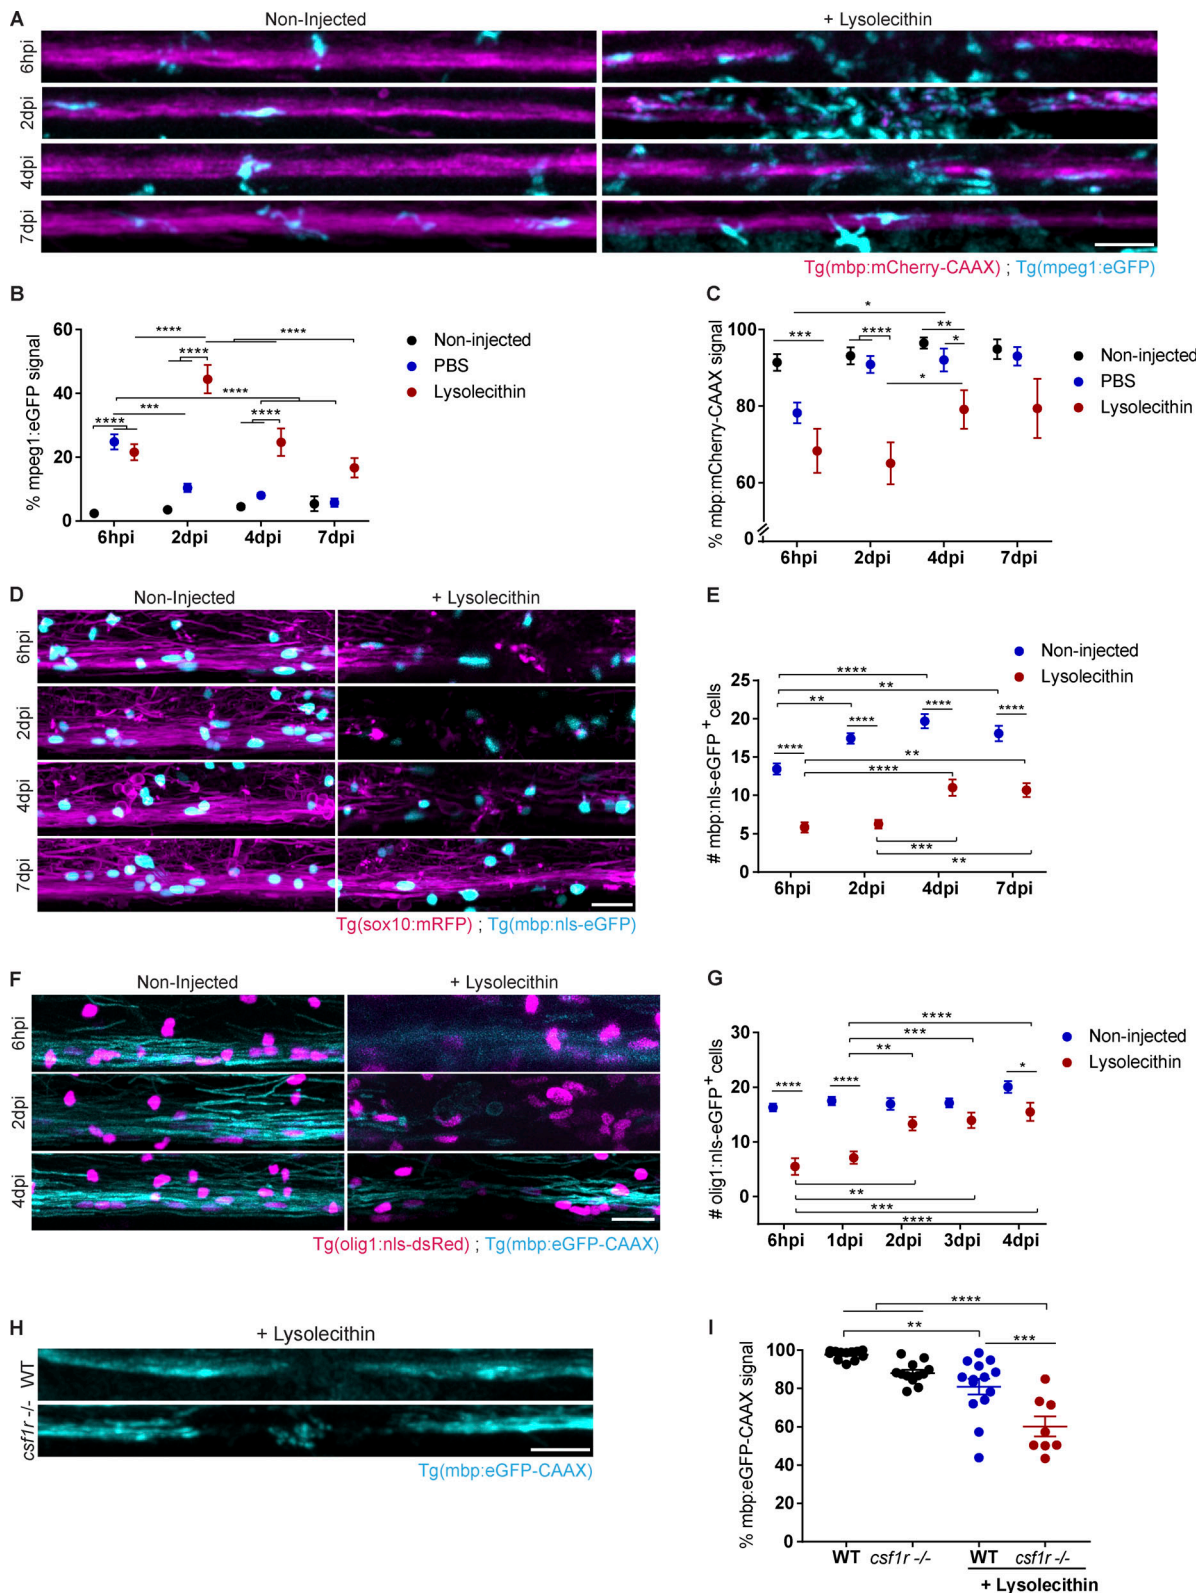 A
Non-Injected
+ Lysolecithin
6hpi
2dpi
4dpi
7dpi
Tg(mbp:mCherry-CAAX) ; Tg(mpeg1:eGFP)
B
% mpeg1:eGFP signal
60
40
20
0
**** ****
****
****
***
**** ****
6hpi 2dpi 4dpi 7dpi
Non-injected
PBS
Lysolecithin
C
% mbp:mCherry-CAAX signal
100
80
60
0
*
*** **** **
*
*
6hpi 2dpi 4dpi 7dpi
Non-injected
PBS
Lysolecithin
D
Non-Injected
+ Lysolecithin
6hpi
2dpi
4dpi
7dpi
Tg(sox10:mRFP) ; Tg(mbp:nls-eGFP)
E
Non-injected
Lysolecithin
# mbp:nls-eGFP+ cells
25
20
15
10
5
0
****
**
**
**** **** ****
****
**
****
***
**
6hpi 2dpi 4dpi 7dpi
F
Non-Injected
+ Lysolecithin
6hpi
2dpi
4dpi
Tg(olig1:nls-dsRed) ; Tg(mbp:eGFP-CAAX)
G
Non-injected
Lysolecithin
# olig1:nls-eGFP+ cells
30
20
10
0
****
***
**
**** **** *
**
***
****
6hpi 1dpi 2dpi 3dpi 4dpi
H
+ Lysolecithin
WT
csf1r -/-
Tg(mbp:eGFP-CAAX)
I
% mbp:eGFP-CAAX signal
100
80
60
40
20
0
****
**
***
WT csf1r -/- WT csf1r -/-
+ Lysolecithin